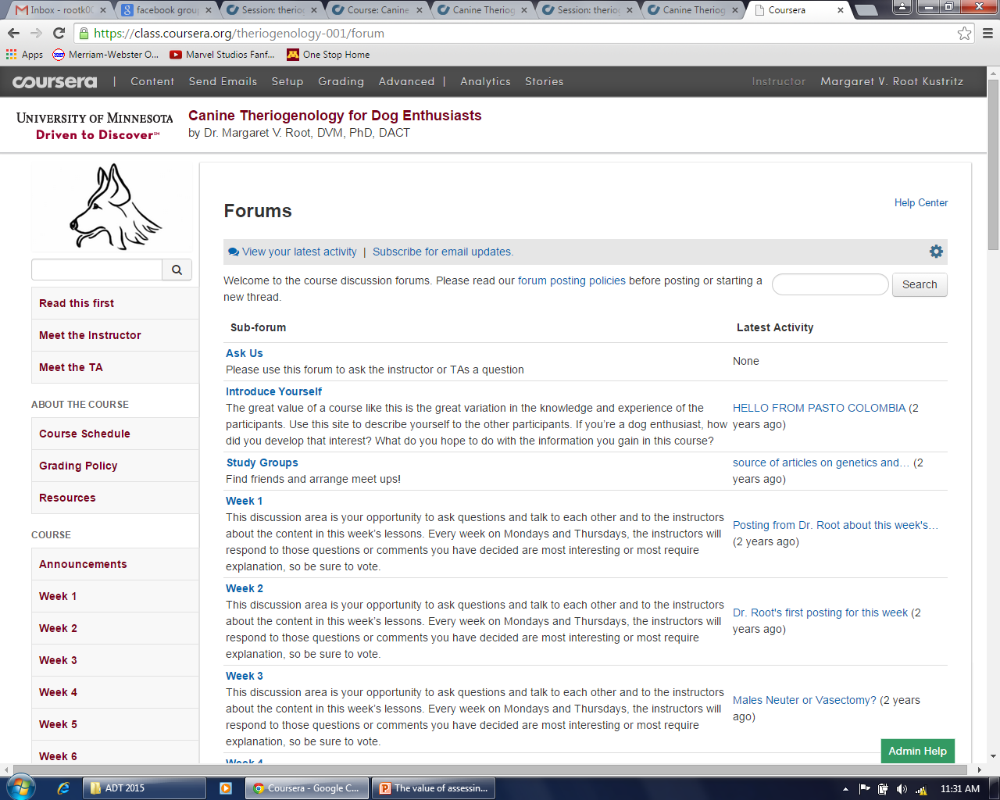 Inbox - rootk00
facebook group
Session: theriog
Course: Canine
Canine Theriog
Session: theriog
Canine Theriog
Coursera
https://class.coursera.org/theriogenology-001/forum
Apps
Merriam-Webster O...
Marvel Studios Fanf...
One Stop Home
coursera | Content Send Emails Setup Grading Advanced | Analytics Stories Instructor Margaret V. Root Kustritz
UNIVERSITY OF MINNESOTA
Driven to Discover℠
Canine Theriogenology for Dog Enthusiasts
by Dr. Margaret V. Root, DVM, PhD, DACT
Read this first
Meet the Instructor
Meet the TA
ABOUT THE COURSE
Course Schedule
Grading Policy
Resources
COURSE
Announcements
Week 1
Week 2
Week 3
Week 4
Week 5
Week 6
Forums
Help Center
View your latest activity | Subscribe for email updates.
Welcome to the course discussion forums. Please read our forum posting policies before posting or starting a
new thread.
Search
Sub-forum
Latest Activity
Ask Us
Please use this forum to ask the instructor or TAs a question
None
Introduce Yourself
The great value of a course like this is the great variation in the knowledge and experience of the
participants. Use this site to describe yourself to the other participants. If you're a dog enthusiast, how
did you develop that interest? What do you hope to do with the information you gain in this course?
HELLO FROM PASTO COLOMBIA (2
years ago)
Study Groups
Find friends and arrange meet ups!
source of articles on genetics and... (2
years ago)
Week 1
This discussion area is your opportunity to ask questions and talk to each other and to the instructors
about the content in this week's lessons. Every week on Mondays and Thursdays, the instructors will
respond to those questions or comments you have decided are most interesting or most require
explanation, so be sure to vote.
Posting from Dr. Root about this week's...
(2 years ago)
Week 2
This discussion area is your opportunity to ask questions and talk to each other and to the instructors
about the content in this week's lessons. Every week on Mondays and Thursdays, the instructors will
respond to those questions or comments you have decided are most interesting or most require
explanation, so be sure to vote.
Dr. Root's first posting for this week (2
years ago)
Week 3
This discussion area is your opportunity to ask questions and talk to each other and to the instructors
about the content in this week's lessons. Every week on Mondays and Thursdays, the instructors will
respond to those questions or comments you have decided are most interesting or most require
explanation, so be sure to vote.
Males Neuter or Vasectomy? (2 years
ago)
Week 4
Admin Help
ADT 2015
Coursera - Google C...
The value of assessin...
11:31 AM